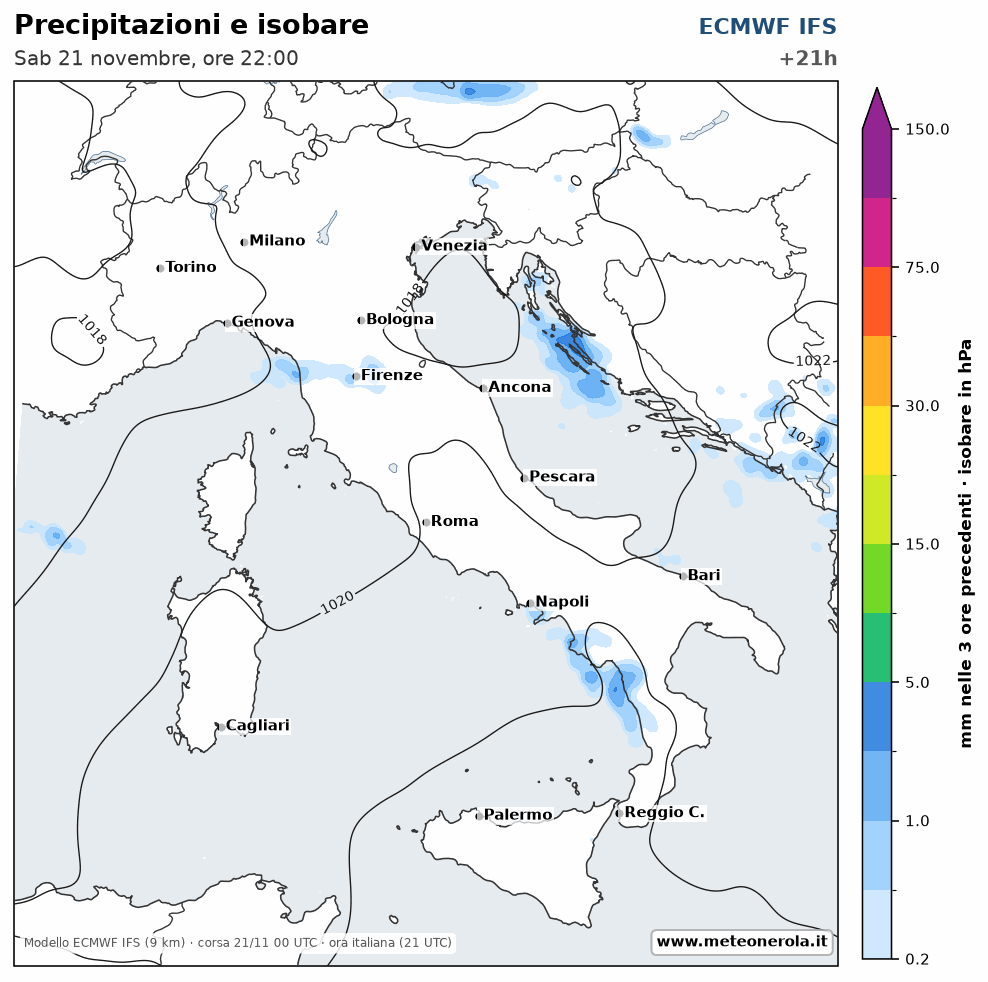 Precipitazioni e isobare
ECMWF IFS
Sab 21 novembre, ore 22:00
+21h
150.0
Milano
Venezia
Torino
75.0
1018
Genova
Bologna
1018
1022
Firenze
0
Ancona
30.0
1022
Pescara
Roma
15.0
Bari
1020
Napoli
5.0
Cagliari
Palermo
Reggio C.
1.0
mm nelle 3 ore precedenti · isobare in hPa
Modello ECMWF IFS (9 km) · corsa 21/11 00 UTC · ora italiana (21 UTC)
www.meteonerola.it
0.2